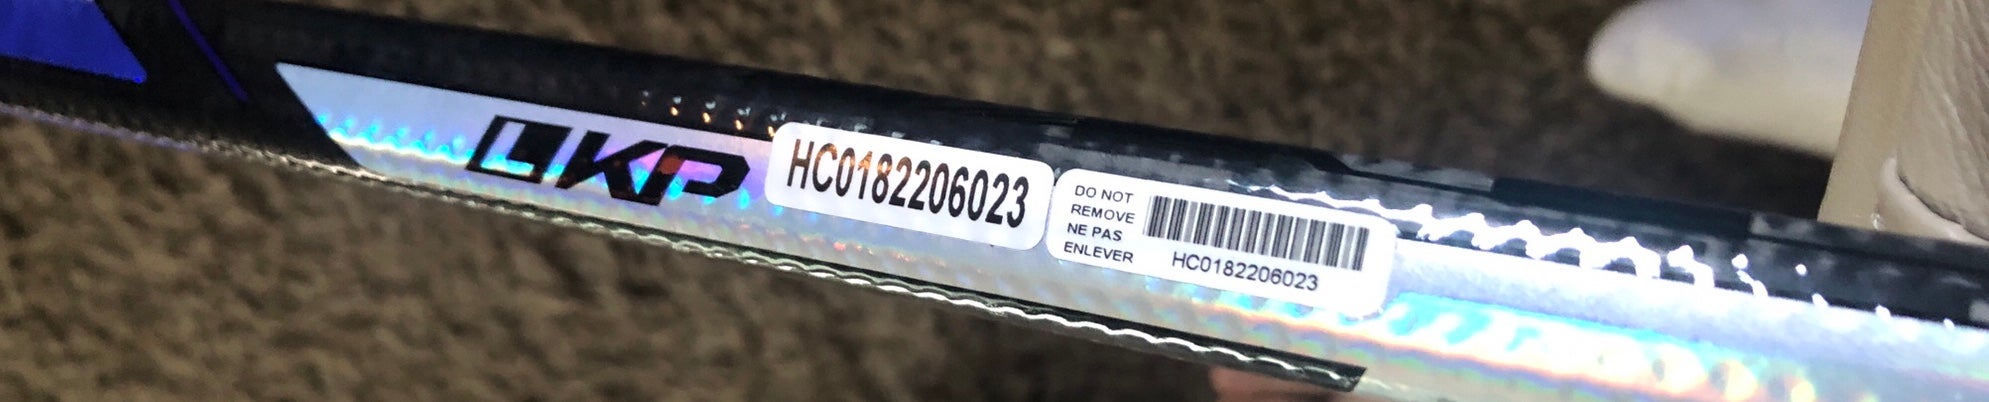 LKP
HC0182206023
DO NOT
REMOVE
NE PAS
ENLEVER
HC0182206023